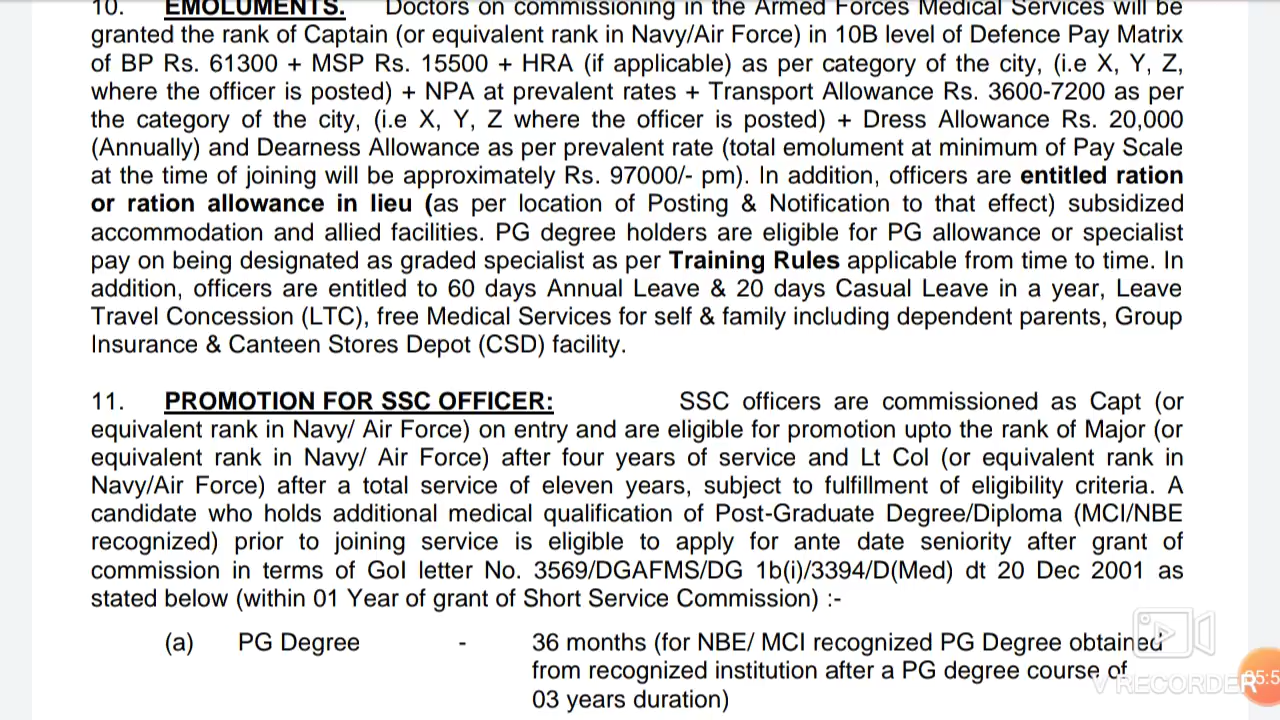 10. EMOLUMENTS. Doctors on commissioning in the Armed Forces Medical Services will be
granted the rank of Captain (or equivalent rank in Navy/Air Force) in 10B level of Defence Pay Matrix
of BP Rs. 61300 + MSP Rs. 15500 + HRA (if applicable) as per category of the city, (i.e X, Y, Z,
where the officer is posted) + NPA at prevalent rates + Transport Allowance Rs. 3600-7200 as per
the category of the city, (i.e X, Y, Z where the officer is posted) + Dress Allowance Rs. 20,000
(Annually) and Dearness Allowance as per prevalent rate (total emolument at minimum of Pay Scale
at the time of joining will be approximately Rs. 97000/- pm). In addition, officers are entitled ration
or ration allowance in lieu (as per location of Posting & Notification to that effect) subsidized
accommodation and allied facilities. PG degree holders are eligible for PG allowance or specialist
pay on being designated as graded specialist as per Training Rules applicable from time to time. In
addition, officers are entitled to 60 days Annual Leave & 20 days Casual Leave in a year, Leave
Travel Concession (LTC), free Medical Services for self & family including dependent parents, Group
Insurance & Canteen Stores Depot (CSD) facility.
11. PROMOTION FOR SSC OFFICER: SSC officers are commissioned as Capt (or
equivalent rank in Navy/ Air Force) on entry and are eligible for promotion upto the rank of Major (or
equivalent rank in Navy/ Air Force) after four years of service and Lt Col (or equivalent rank in
Navy/Air Force) after a total service of eleven years, subject to fulfillment of eligibility criteria. A
candidate who holds additional medical qualification of Post-Graduate Degree/Diploma (MCI/NBE
recognized) prior to joining service is eligible to apply for ante date seniority after grant of
commission in terms of GoI letter No. 3569/DGAFMS/DG 1b(i)/3394/D(Med) dt 20 Dec 2001 as
stated below (within 01 Year of grant of Short Service Commission) :-
(a) PG Degree - 36 months (for NBE/ MCI recognized PG Degree obtained
from recognized institution after a PG degree course of
03 years duration)
V RECORDER